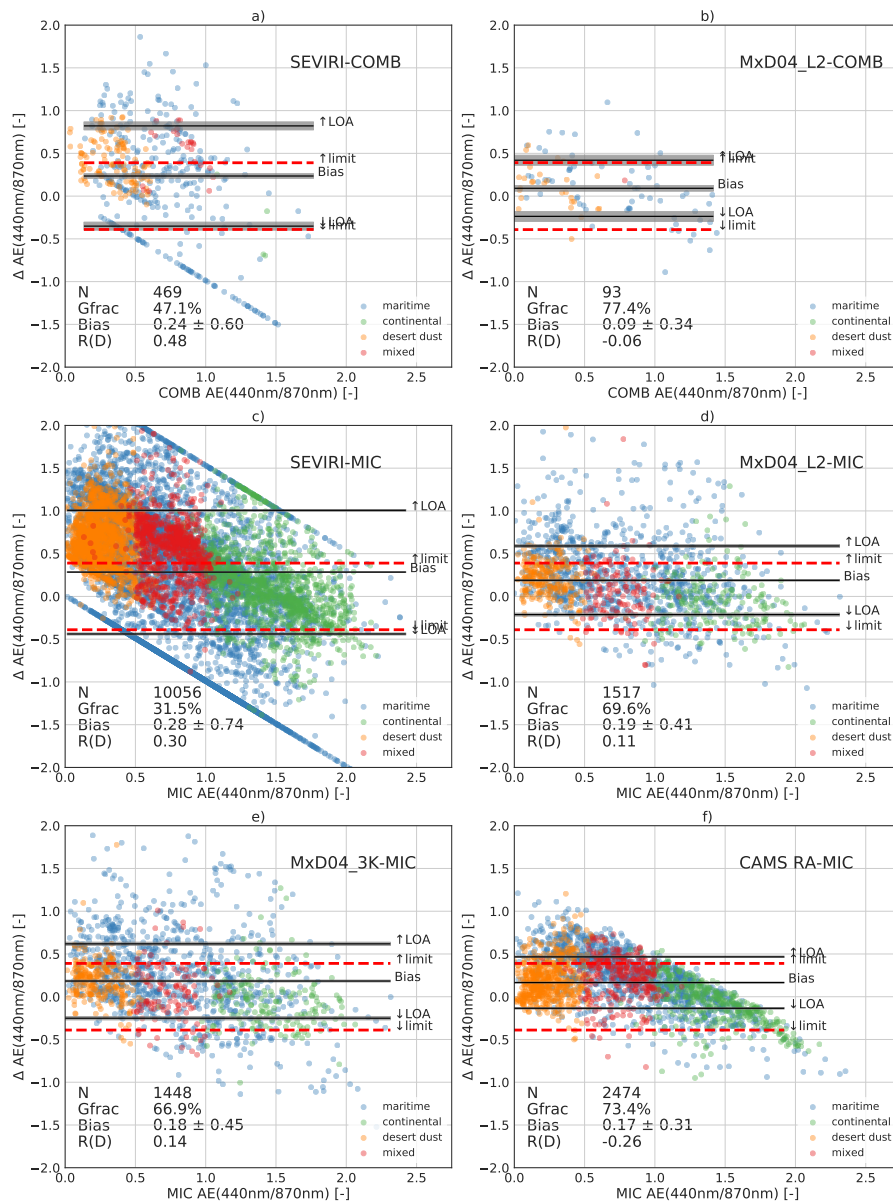 a)
SEVIRI-COMB
Δ AE(440nm/870nm) [-]
2.0
1.5
1.0
0.5
0.0
−0.5
−1.0
−1.5
−2.0
↑LOA
↑limit
Bias
↓LOA
↓limit
N 469
Gfrac 47.1%
Bias 0.24 ± 0.60
R(D) 0.48
maritime
continental
desert dust
mixed
0.0 0.5 1.0 1.5 2.0 2.5
COMB AE(440nm/870nm) [-]
b)
MxD04_L2-COMB
Δ AE(440nm/870nm) [-]
2.0
1.5
1.0
0.5
0.0
−0.5
−1.0
−1.5
−2.0
↑LOA
↑limit
Bias
↓LOA
↓limit
N 93
Gfrac 77.4%
Bias 0.09 ± 0.34
R(D) -0.06
maritime
continental
desert dust
mixed
0.0 0.5 1.0 1.5 2.0 2.5
COMB AE(440nm/870nm) [-]
c)
SEVIRI-MIC
Δ AE(440nm/870nm) [-]
2.0
1.5
1.0
0.5
0.0
−0.5
−1.0
−1.5
−2.0
↑LOA
↑limit
Bias
↓limit
↓LOA
N 10056
Gfrac 31.5%
Bias 0.28 ± 0.74
R(D) 0.30
maritime
continental
desert dust
mixed
0.0 0.5 1.0 1.5 2.0 2.5
MIC AE(440nm/870nm) [-]
d)
MxD04_L2-MIC
Δ AE(440nm/870nm) [-]
2.0
1.5
1.0
0.5
0.0
−0.5
−1.0
−1.5
−2.0
↑LOA
↑limit
Bias
↓LOA
↓limit
N 1517
Gfrac 69.6%
Bias 0.19 ± 0.41
R(D) 0.11
maritime
continental
desert dust
mixed
0.0 0.5 1.0 1.5 2.0 2.5
MIC AE(440nm/870nm) [-]
e)
MxD04_3K-MIC
Δ AE(440nm/870nm) [-]
2.0
1.5
1.0
0.5
0.0
−0.5
−1.0
−1.5
−2.0
↑LOA
↑limit
Bias
↓LOA
↓limit
N 1448
Gfrac 66.9%
Bias 0.18 ± 0.45
R(D) 0.14
maritime
continental
desert dust
mixed
0.0 0.5 1.0 1.5 2.0 2.5
MIC AE(440nm/870nm) [-]
f)
CAMS RA-MIC
Δ AE(440nm/870nm) [-]
2.0
1.5
1.0
0.5
0.0
−0.5
−1.0
−1.5
−2.0
↑LOA
↑limit
Bias
↓LOA
↓limit
N 2474
Gfrac 73.4%
Bias 0.17 ± 0.31
R(D) -0.26
maritime
continental
desert dust
mixed
0.0 0.5 1.0 1.5 2.0 2.5
MIC AE(440nm/870nm) [-]